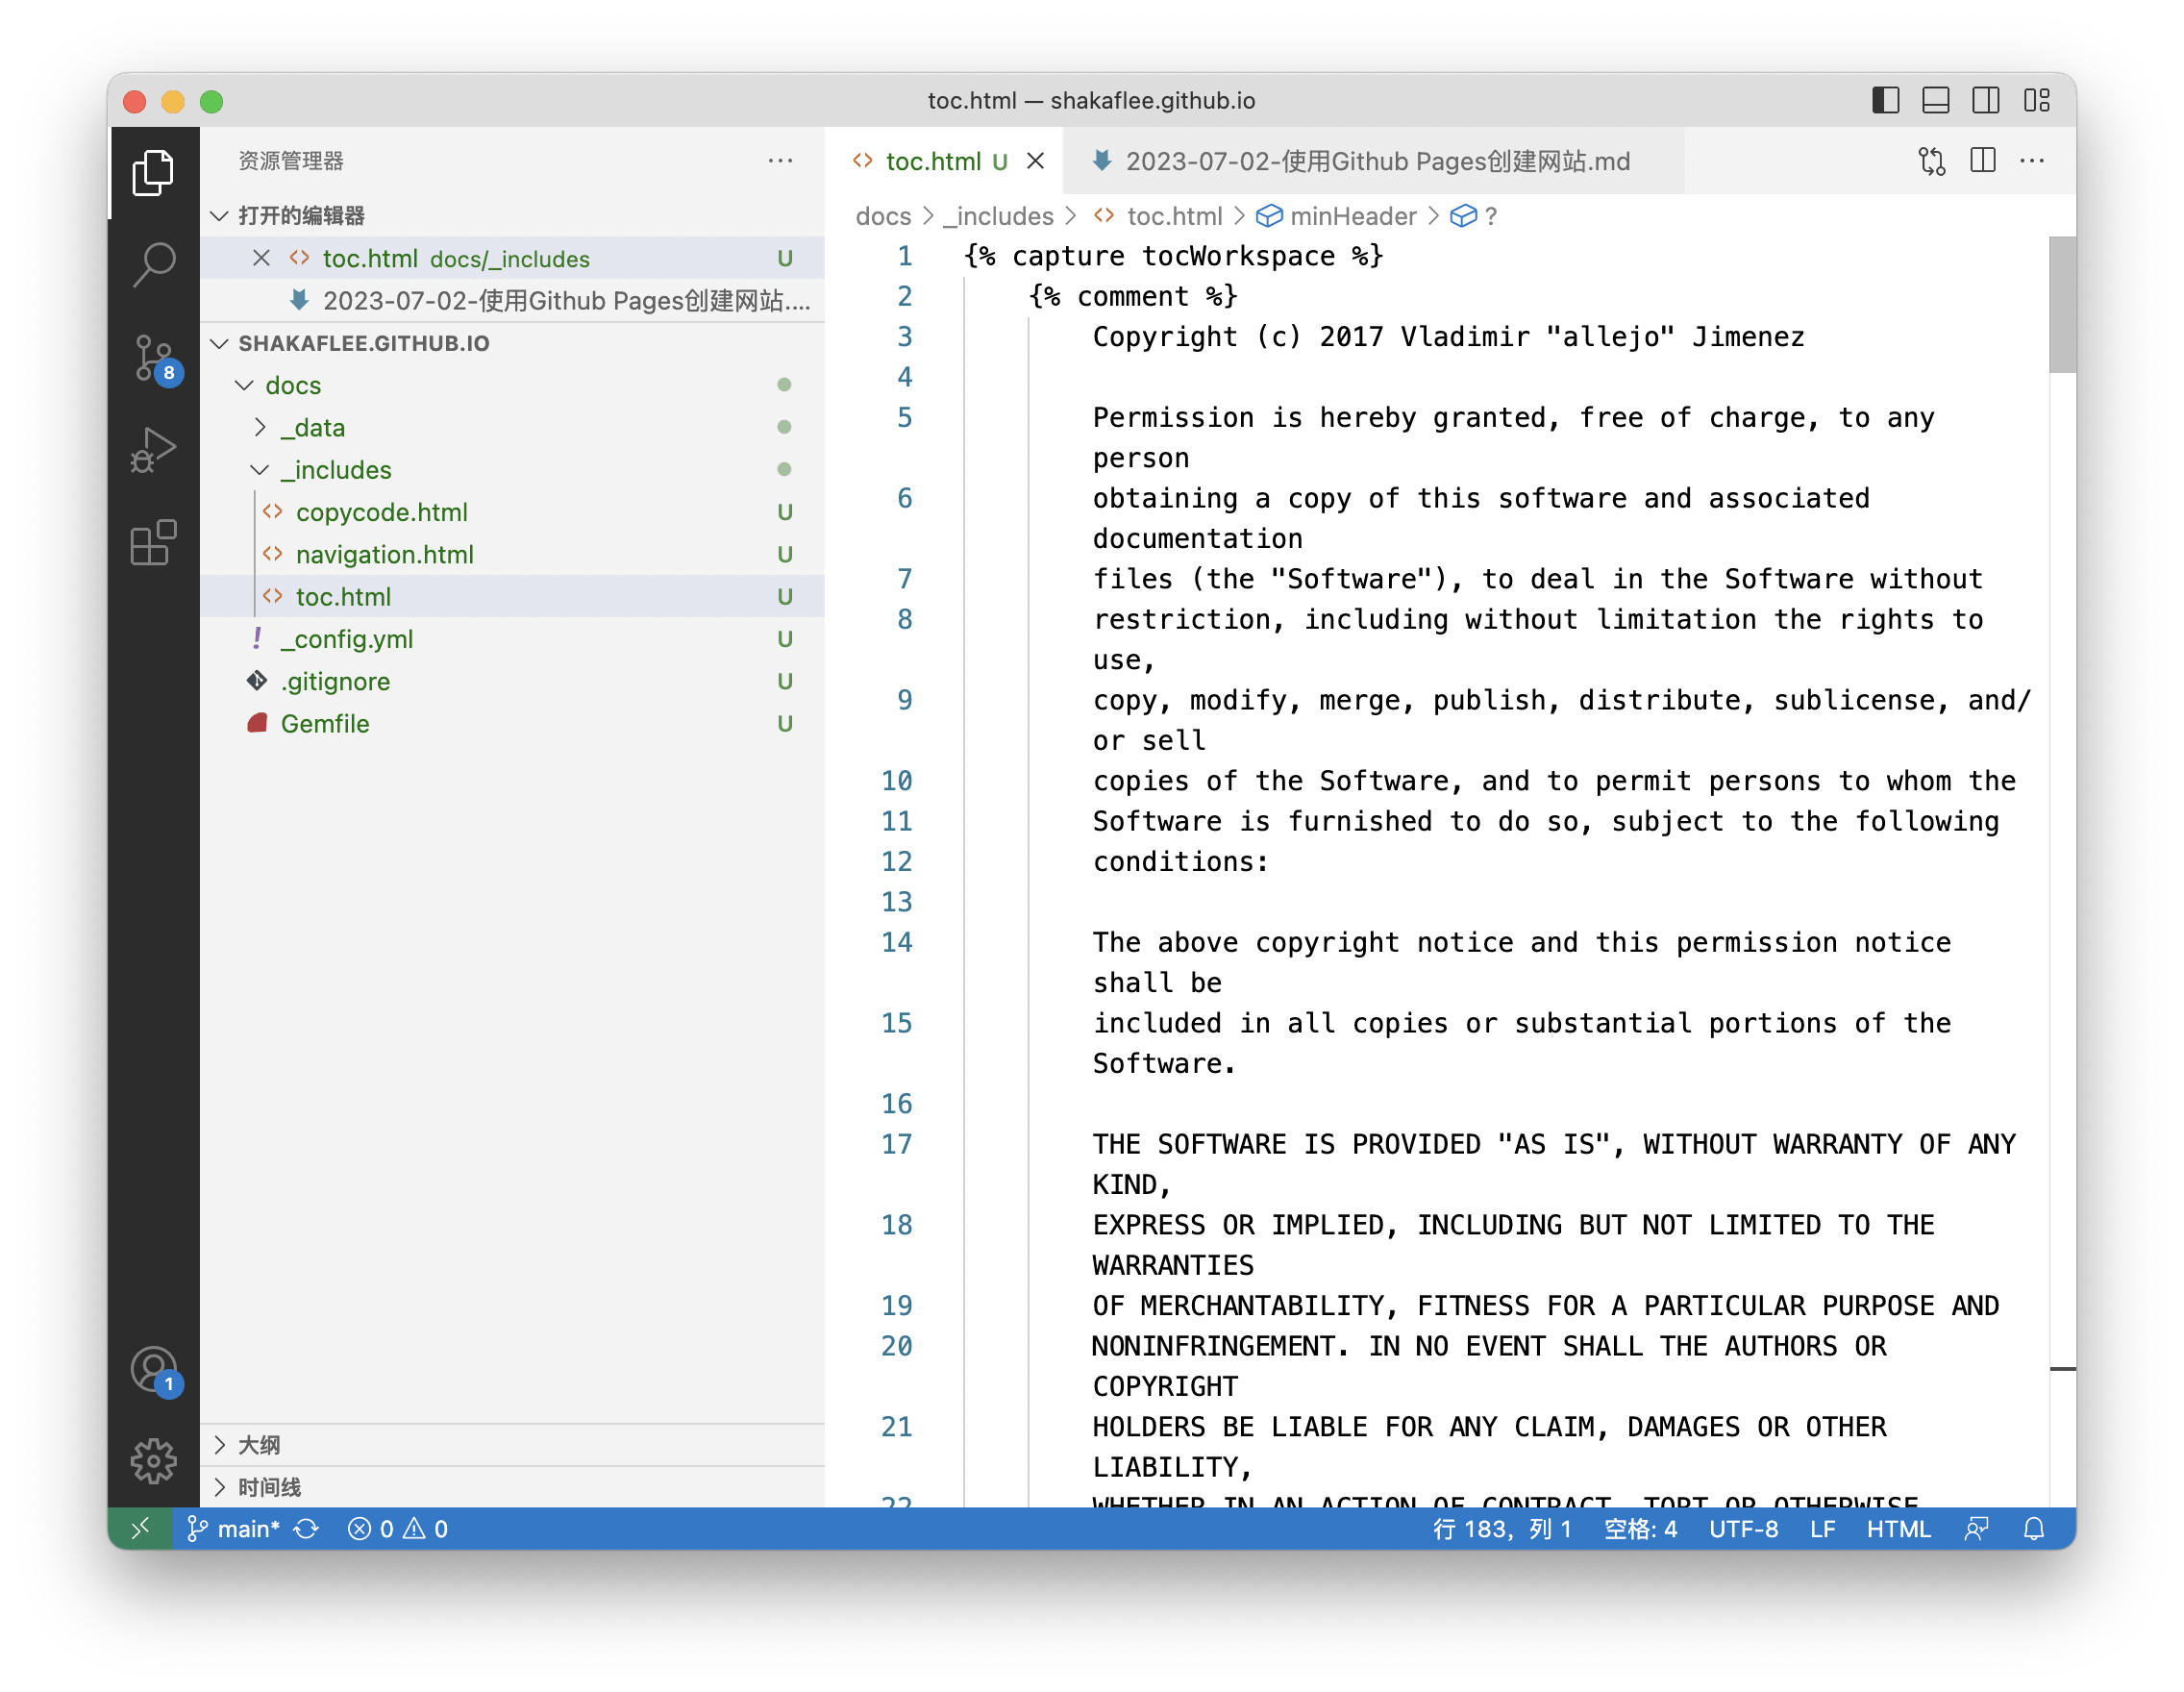 toc.html — shakaflee.github.io
资源管理器
打开的编辑器
toc.html docs/_includes U
2023-07-02-使用Github Pages创建网站....
SHAKAFLEE.GITHUB.IO
docs
_data
_includes
copycode.html U
navigation.html U
toc.html U
_config.yml U
.gitignore U
Gemfile U
大纲
时间线
8
1
toc.html U
2023-07-02-使用Github Pages创建网站.md
docs > _includes > toc.html > minHeader > ?
1 {% capture tocWorkspace %}
2 {% comment %}
3 Copyright (c) 2017 Vladimir "allejo" Jimenez
4
5 Permission is hereby granted, free of charge, to any
person
6 obtaining a copy of this software and associated
documentation
7 files (the "Software"), to deal in the Software without
8 restriction, including without limitation the rights to
use,
9 copy, modify, merge, publish, distribute, sublicense, and/
or sell
10 copies of the Software, and to permit persons to whom the
11 Software is furnished to do so, subject to the following
12 conditions:
13
14 The above copyright notice and this permission notice
shall be
15 included in all copies or substantial portions of the
Software.
16
17 THE SOFTWARE IS PROVIDED "AS IS", WITHOUT WARRANTY OF ANY
KIND,
18 EXPRESS OR IMPLIED, INCLUDING BUT NOT LIMITED TO THE
WARRANTIES
19 OF MERCHANTABILITY, FITNESS FOR A PARTICULAR PURPOSE AND
20 NONINFRINGEMENT. IN NO EVENT SHALL THE AUTHORS OR
COPYRIGHT
21 HOLDERS BE LIABLE FOR ANY CLAIM, DAMAGES OR OTHER
LIABILITY,
22 WHETHER IN AN ACTION OF CONTRACT, TORT OR OTHERWISE
main* 0 0
行 183，列 1 空格: 4 UTF-8 LF HTML